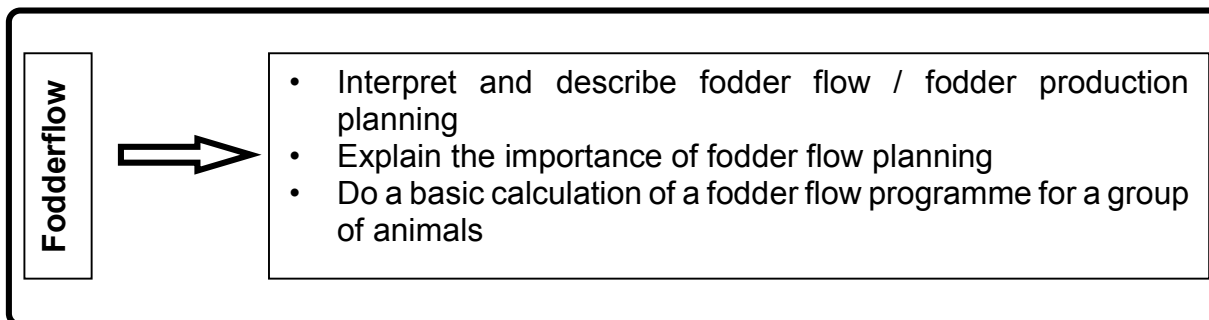 Fodderflow
• Interpret and describe fodder flow / fodder production
planning
• Explain the importance of fodder flow planning
• Do a basic calculation of a fodder flow programme for a group
of animals